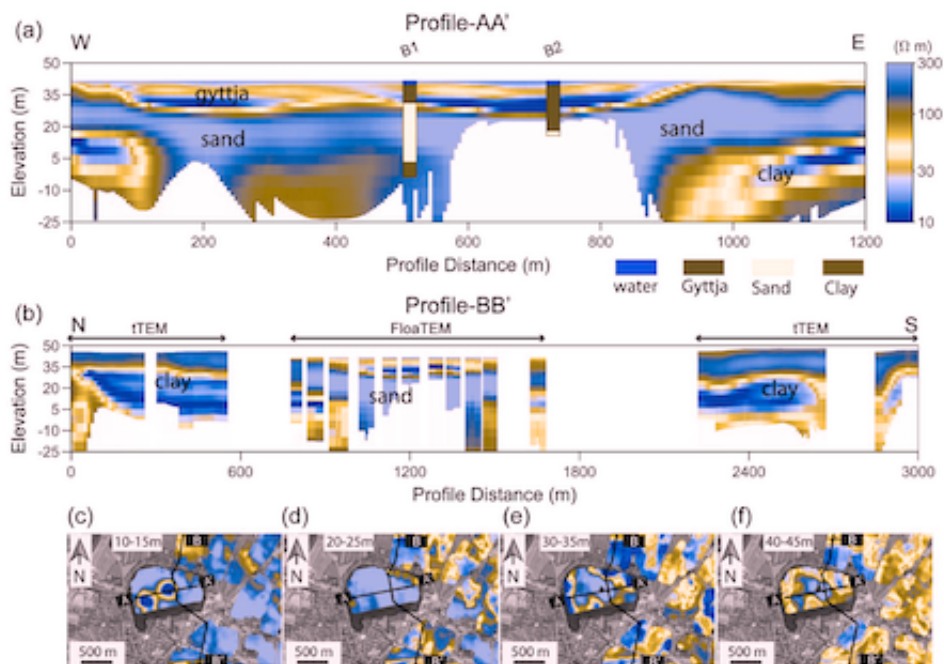 Profile-AA'
(a)
W
B1
B2
E
(Ω m)
50
35
20
5
-10
-25
Elevation (m)
gyttja
sand
sand
clay
300
100
30
10
0
200
400
600
800
1000
1200
Profile Distance (m)
water
Gyttja
Sand
Clay
Profile-BB'
(b)
N
tTEM
FloaTEM
tTEM
S
50
35
20
5
-10
-25
Elevation (m)
clay
sand
clay
0
600
1200
1800
2400
3000
Profile Distance (m)
(c)
(d)
(e)
(f)
10-15m
20-25m
30-35m
40-45m
B
B
B
B
N
N
N
N
A
A'
A
A'
A
A'
A
A'
500 m
500 m
500 m
500 m
B'
B'
B'
B'